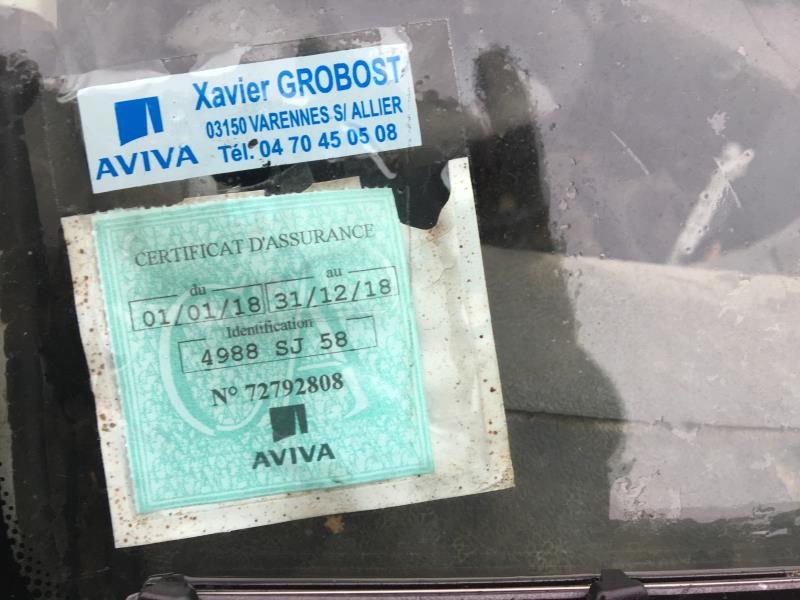 Xavier GROBOST
03150 VARENNES S/ ALLIER
AVIVA
Tél. 04 70 45 05 08
CERTIFICAT D'ASSURANCE
du au
01/01/18 31/12/18
Identification
4988 SJ 58
N° 72792808
AVIVA